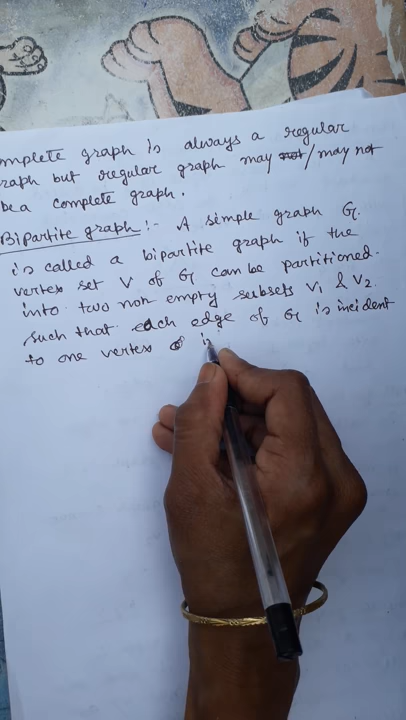 mplete graph is always a regular
raph but regular graph may not/may not
be a complete graph.
Bipartite graph :- A simple graph G.
is called a bipartite graph if the
vertex set V of G can be partitioned.
into two non empty subsets V1 & V2.
such that each edge of G is incident
to one vertex in